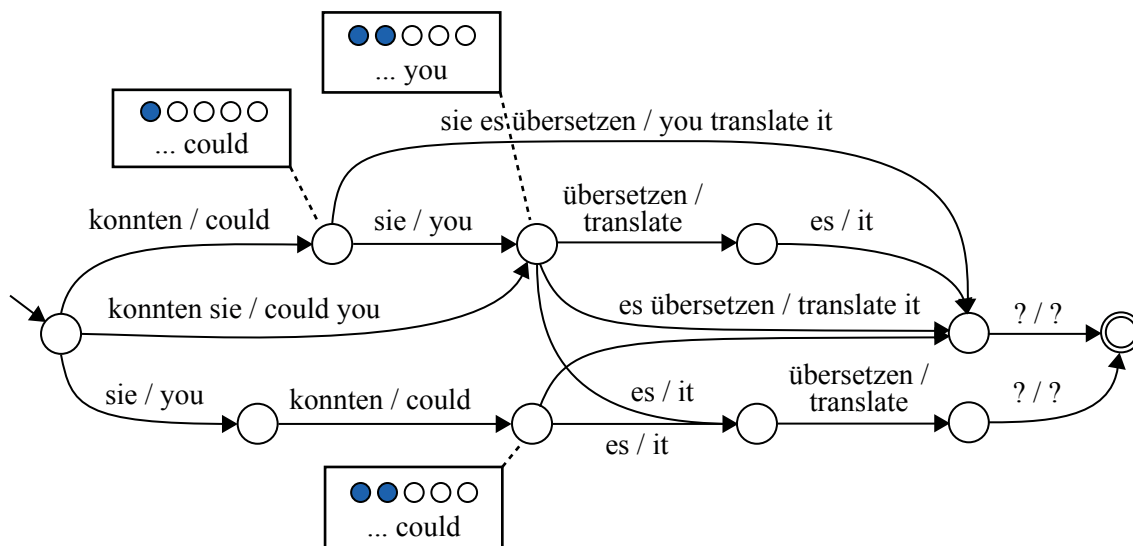 ... you
... could
sie es übersetzen / you translate it
übersetzen /
translate
konnten / could
sie / you
es / it
konnten sie / could you
es übersetzen / translate it
? / ?
sie / you
konnten / could
es / it
übersetzen /
translate
? / ?
es / it
... could